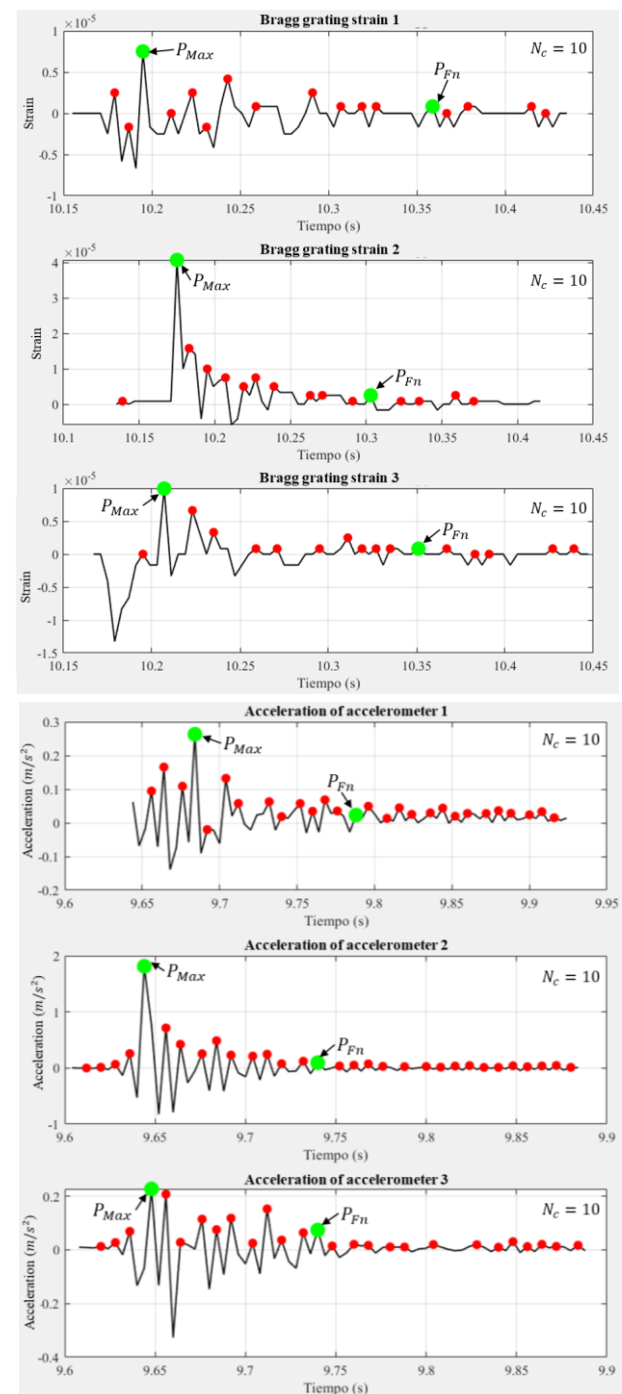 Bragg grating strain 1
×10⁻⁵
1
0.5
0
-0.5
-1
Strain
P_Max
P_Fn
N_c = 10
10.15 10.2 10.25 10.3 10.35 10.4 10.45
Tiempo (s)
Bragg grating strain 2
×10⁻⁵
4
3
2
1
0
Strain
P_Max
P_Fn
N_c = 10
10.1 10.15 10.2 10.25 10.3 10.35 10.4 10.45
Tiempo (s)
Bragg grating strain 3
×10⁻⁵
1
0.5
0
-0.5
-1
-1.5
Strain
P_Max
P_Fn
N_c = 10
10.15 10.2 10.25 10.3 10.35 10.4 10.45
Tiempo (s)
Acceleration of accelerometer 1
0.3
0.2
0.1
0
-0.1
-0.2
Acceleration (m/s²)
P_Max
P_Fn
N_c = 10
9.6 9.65 9.7 9.75 9.8 9.85 9.9 9.95
Tiempo (s)
Acceleration of accelerometer 2
2
1
0
-1
Acceleration (m/s²)
P_Max
P_Fn
N_c = 10
9.6 9.65 9.7 9.75 9.8 9.85 9.9
Tiempo (s)
Acceleration of accelerometer 3
0.2
0
-0.2
-0.4
Acceleration (m/s²)
P_Max
P_Fn
N_c = 10
9.6 9.65 9.7 9.75 9.8 9.85 9.9
Tiempo (s)